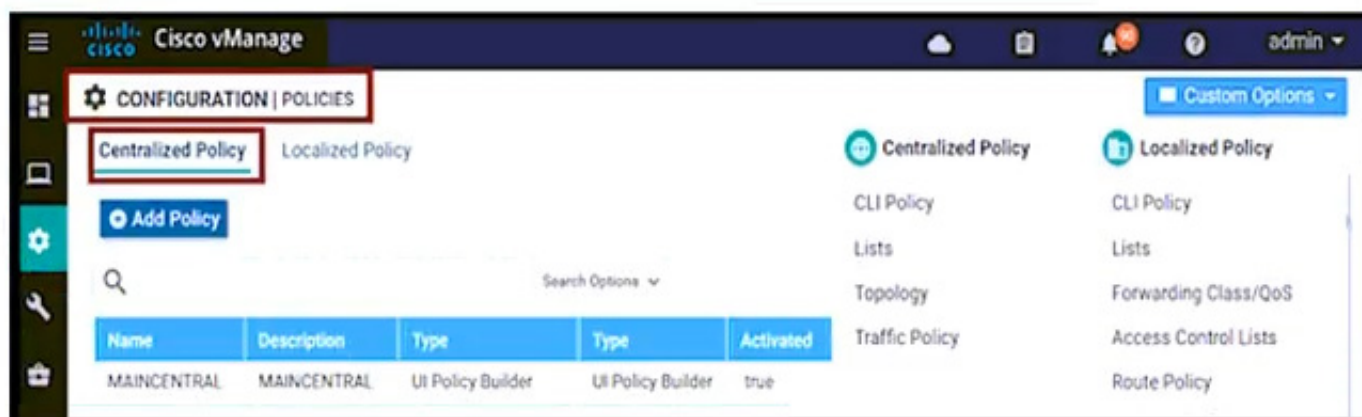 cisco Cisco vManage 90 ? admin
CONFIGURATION | POLICIES
Custom Options
Centralized Policy Localized Policy
Add Policy
Search Options
Name Description Type Type Activated
MAINCENTRAL MAINCENTRAL UI Policy Builder UI Policy Builder true
Centralized Policy
CLI Policy
Lists
Topology
Traffic Policy
Localized Policy
CLI Policy
Lists
Forwarding Class/QoS
Access Control Lists
Route Policy